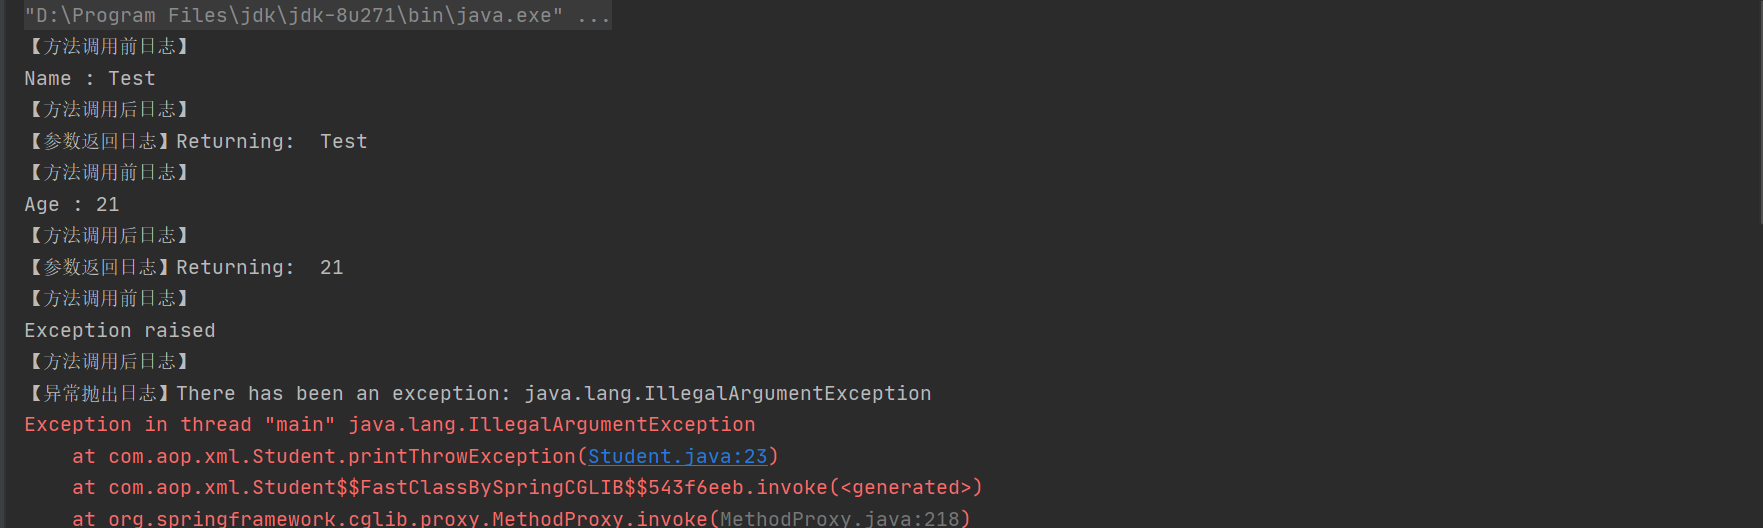 "D:\Program Files\jdk\jdk-8u271\bin\java.exe" ...
【方法调用前日志】
Name : Test
【方法调用后日志】
【参数返回日志】Returning:  Test
【方法调用前日志】
Age : 21
【方法调用后日志】
【参数返回日志】Returning:  21
【方法调用前日志】
Exception raised
【方法调用后日志】
【异常抛出日志】There has been an exception: java.lang.IllegalArgumentException
Exception in thread "main" java.lang.IllegalArgumentException
    at com.aop.xml.Student.printThrowException(Student.java:23)
    at com.aop.xml.Student$$FastClassBySpringCGLIB$$543f6eeb.invoke(<generated>)
    at org.springframework.cglib.proxy.MethodProxy.invoke(MethodProxy.java:218)